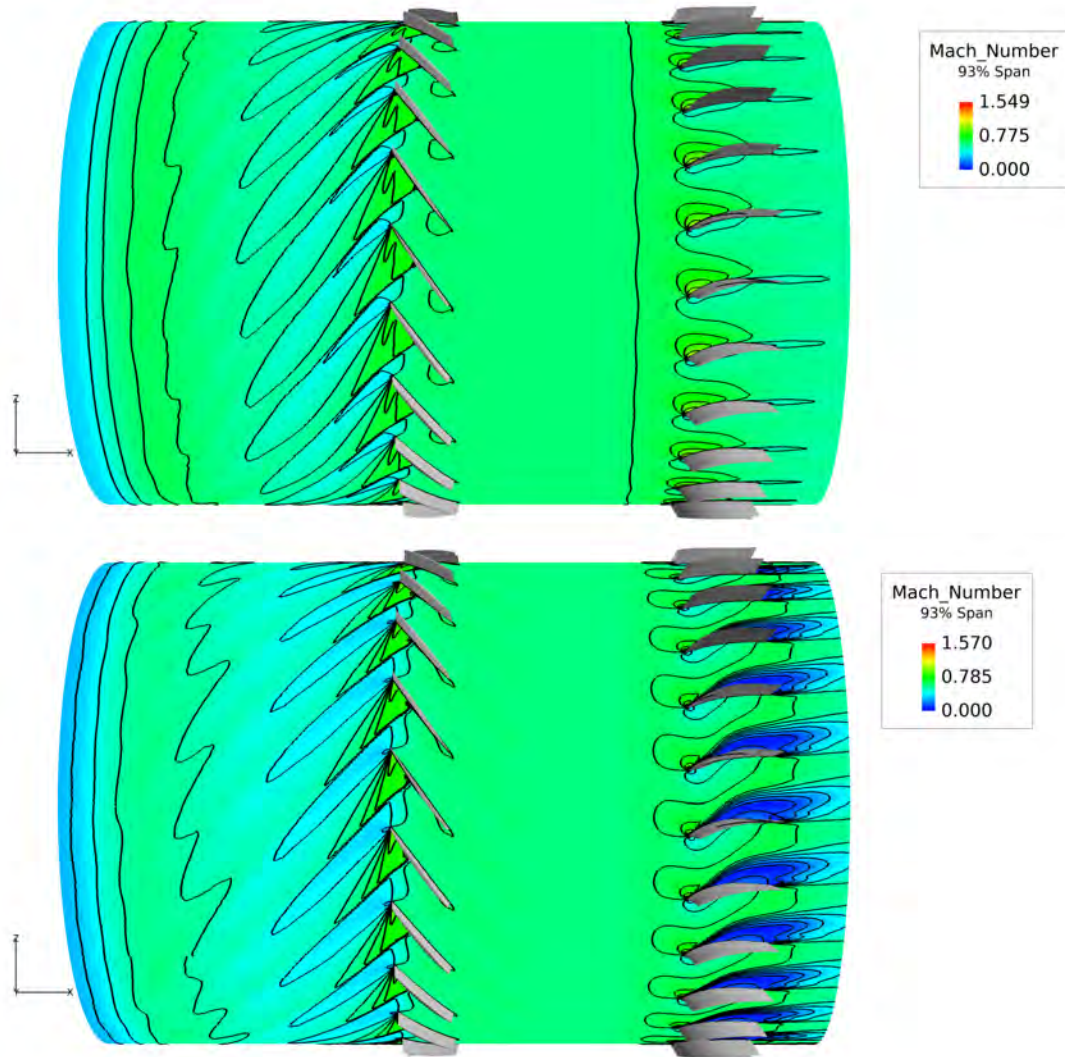 Mach_Number
93% Span
1.549
0.775
0.000
Z
X
Mach_Number
93% Span
1.570
0.785
0.000
Z
X